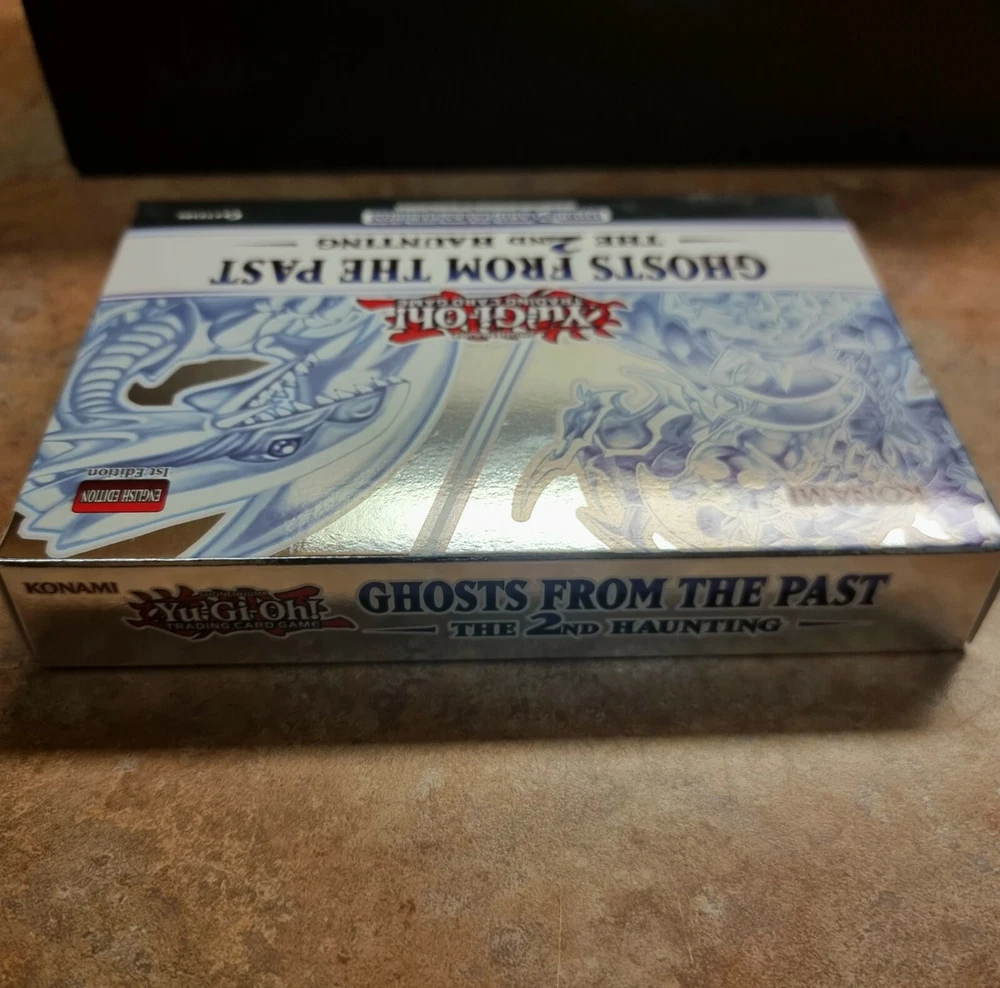 GHOSTS FROM THE PAST
THE 2ND HAUNTING
Yu-Gi-Oh!
TRADING CARD GAME
1st Edition
ENGLISH EDITION
KONAMI
Yu-Gi-Oh!
TRADING CARD GAME
GHOSTS FROM THE PAST
THE 2ND HAUNTING